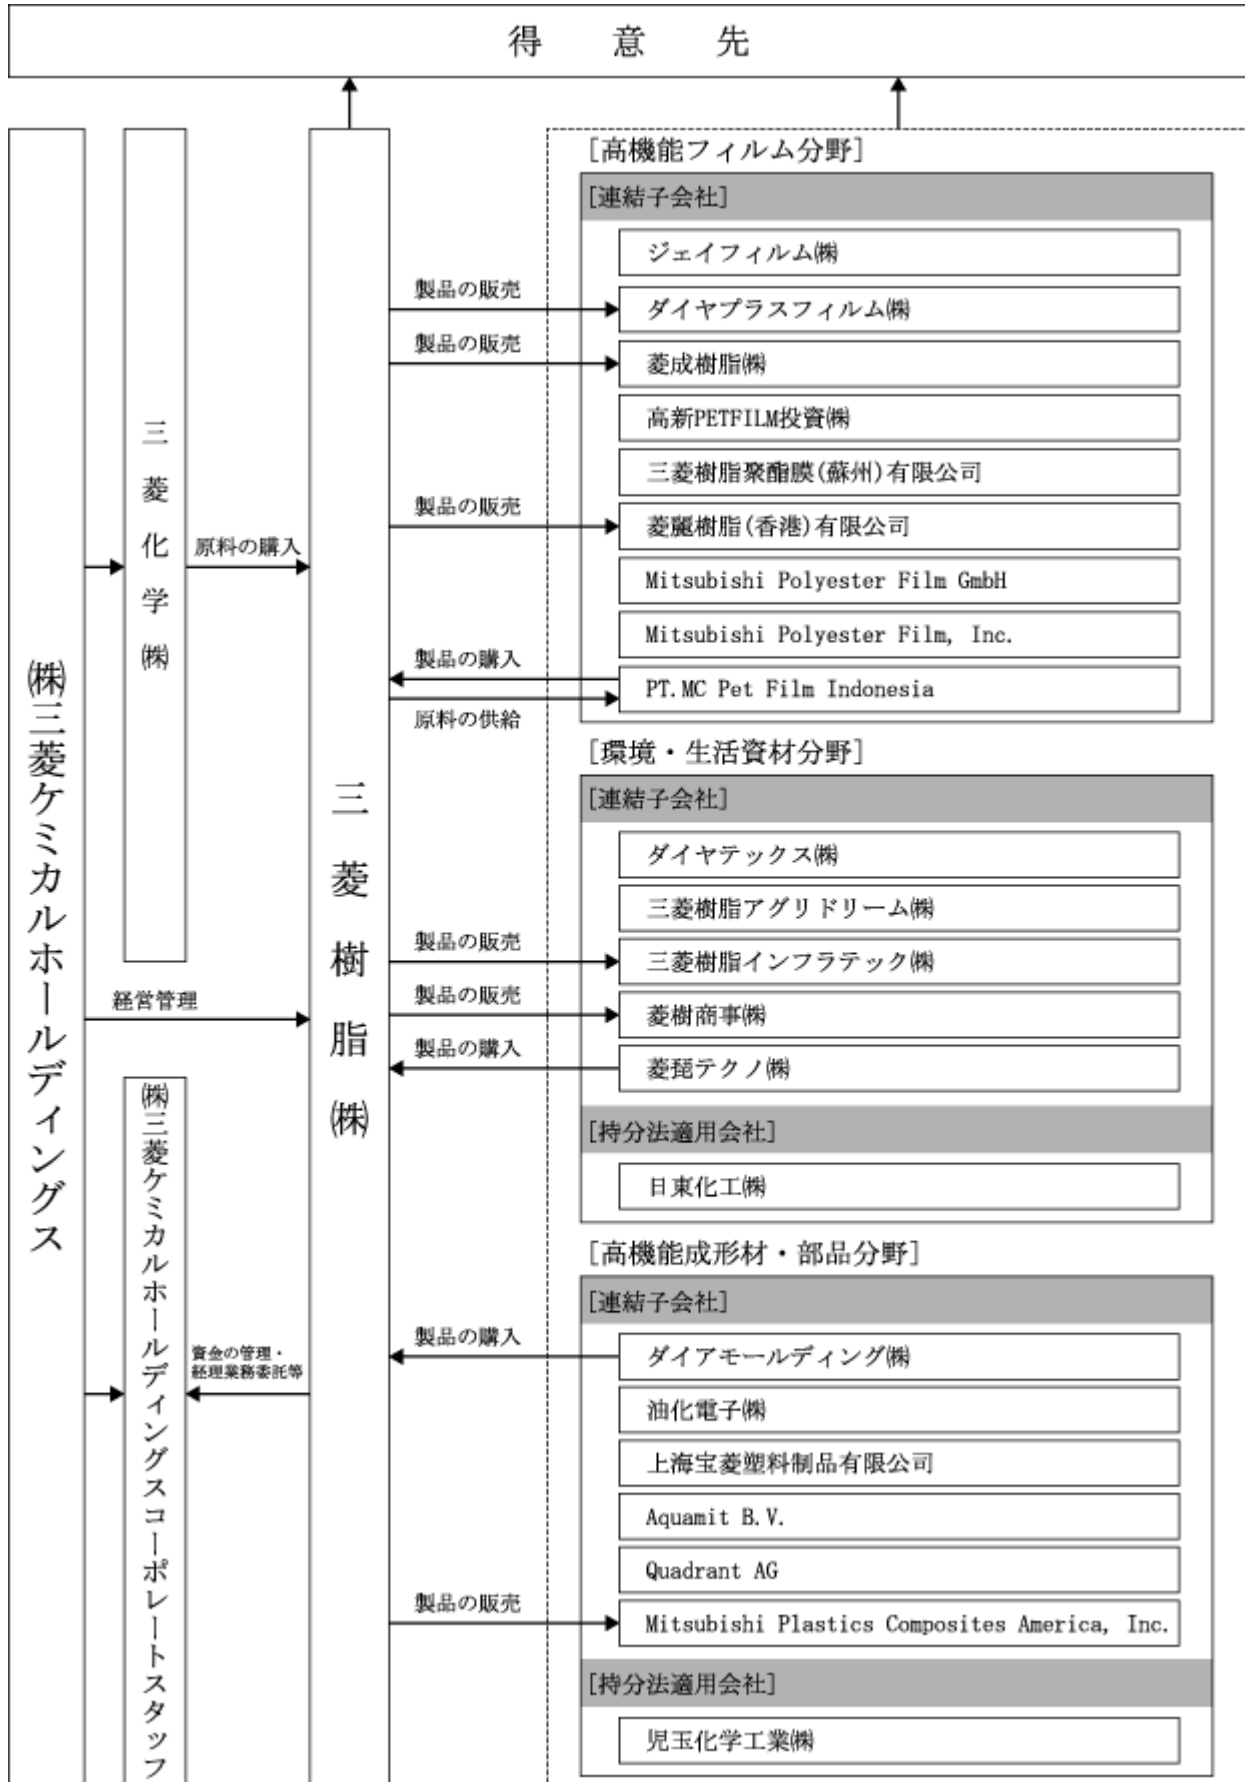 得意先
㈱三菱ケミカルホールディングス
三菱化学㈱
原料の購入
経営管理
㈱三菱ケミカルホールディングスコーポレートスタッフ
資金の管理・
経理業務委託等
三菱樹脂㈱
[高機能フィルム分野]
[連結子会社]
ジェイフィルム㈱
製品の販売
ダイヤプラスフィルム㈱
製品の販売
菱成樹脂㈱
高新PETFILM投資㈱
三菱樹脂聚酯膜(蘇州)有限公司
製品の販売
菱麗樹脂(香港)有限公司
Mitsubishi Polyester Film GmbH
Mitsubishi Polyester Film, Inc.
製品の購入
PT.MC Pet Film Indonesia
原料の供給
[環境・生活資材分野]
[連結子会社]
ダイヤテックス㈱
三菱樹脂アグリドリーム㈱
製品の販売
三菱樹脂インフラテック㈱
製品の販売
菱樹商事㈱
製品の購入
菱琵テクノ㈱
[持分法適用会社]
日東化工㈱
[高機能成形材・部品分野]
[連結子会社]
製品の購入
ダイアモールディング㈱
油化電子㈱
上海宝菱塑料制品有限公司
Aquamit B.V.
Quadrant AG
製品の販売
Mitsubishi Plastics Composites America, Inc.
[持分法適用会社]
児玉化学工業㈱